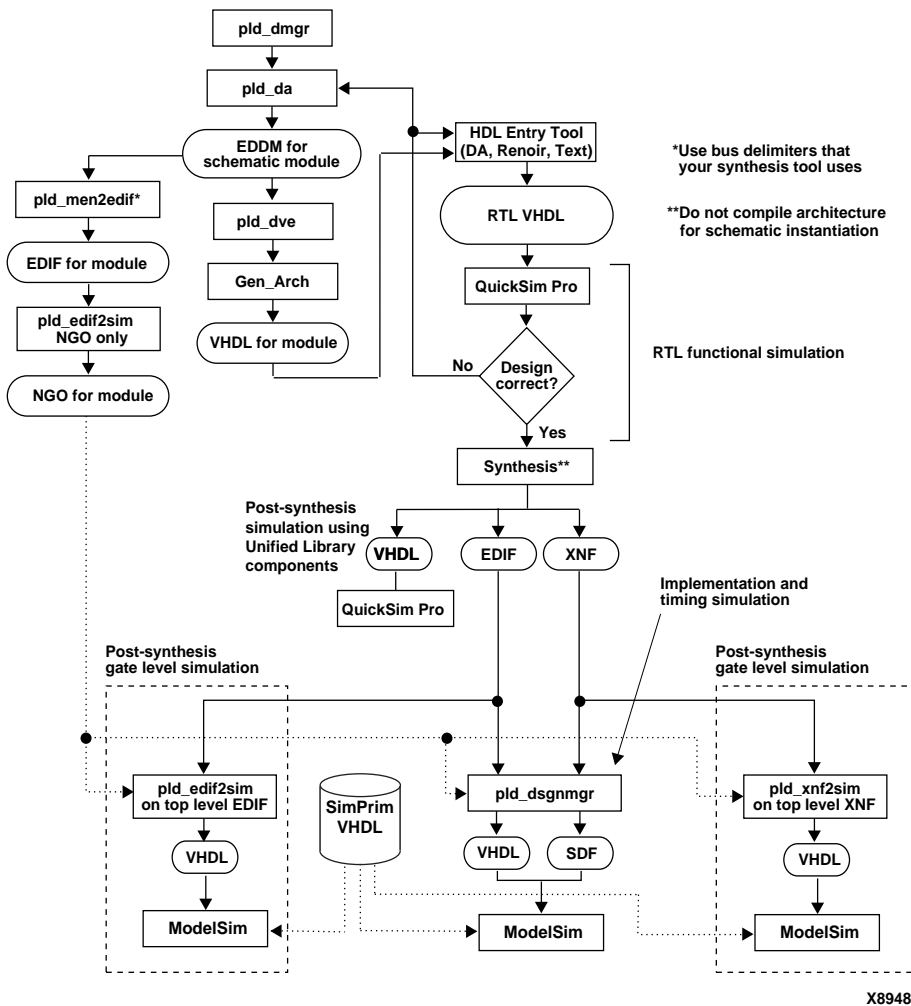 pld_dmgr
pld_da
EDDM for
schematic module
HDL Entry Tool
(DA, Renoir, Text)
*Use bus delimiters that
your synthesis tool uses
pld_men2edif*
pld_dve
RTL VHDL
**Do not compile architecture
for schematic instantiation
EDIF for module
Gen_Arch
QuickSim Pro
pld_edif2sim
NGO only
VHDL for module
RTL functional simulation
No
Design
correct?
NGO for module
Yes
Synthesis**
Post-synthesis
simulation using
Unified Library
components
VHDL
EDIF
XNF
QuickSim Pro
Implementation and
timing simulation
Post-synthesis
gate level simulation
Post-synthesis
gate level simulation
pld_edif2sim
on top level EDIF
SimPrim
VHDL
pld_dsgnmgr
pld_xnf2sim
on top level XNF
VHDL
VHDL
SDF
VHDL
ModelSim
ModelSim
ModelSim
X8948